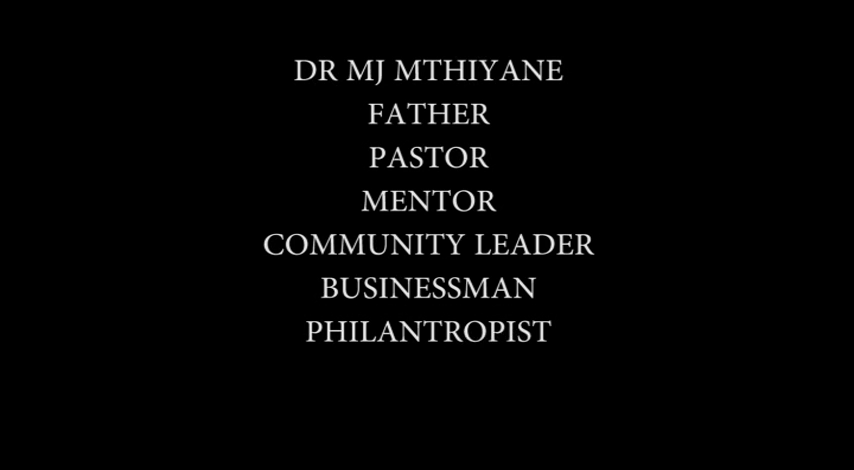 DR MJ MTHIYANE
FATHER
PASTOR
MENTOR
COMMUNITY LEADER
BUSINESSMAN
PHILANTROPIST